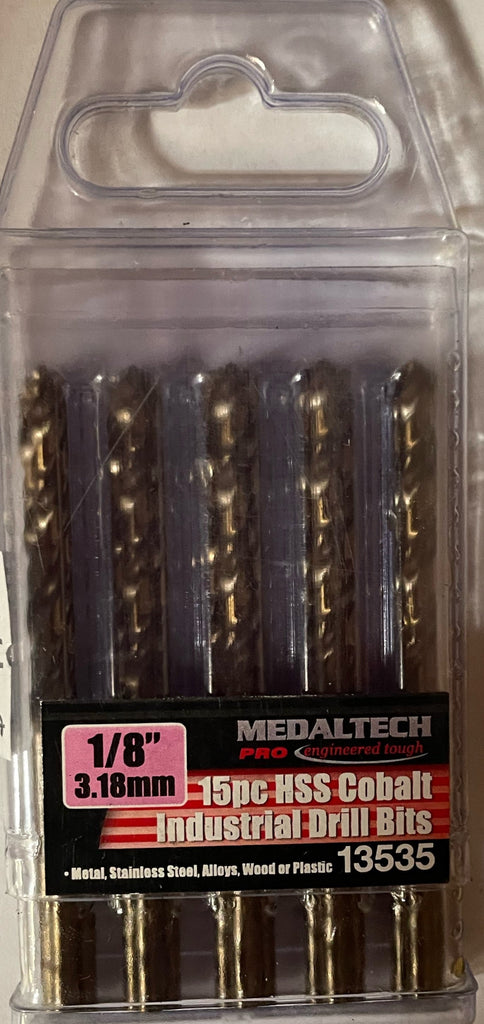 1/8"
3.18mm
MEDALTECH
PRO engineered tough
15pc HSS Cobalt
Industrial Drill Bits
• Metal, Stainless Steel, Alloys, Wood or Plastic 13535